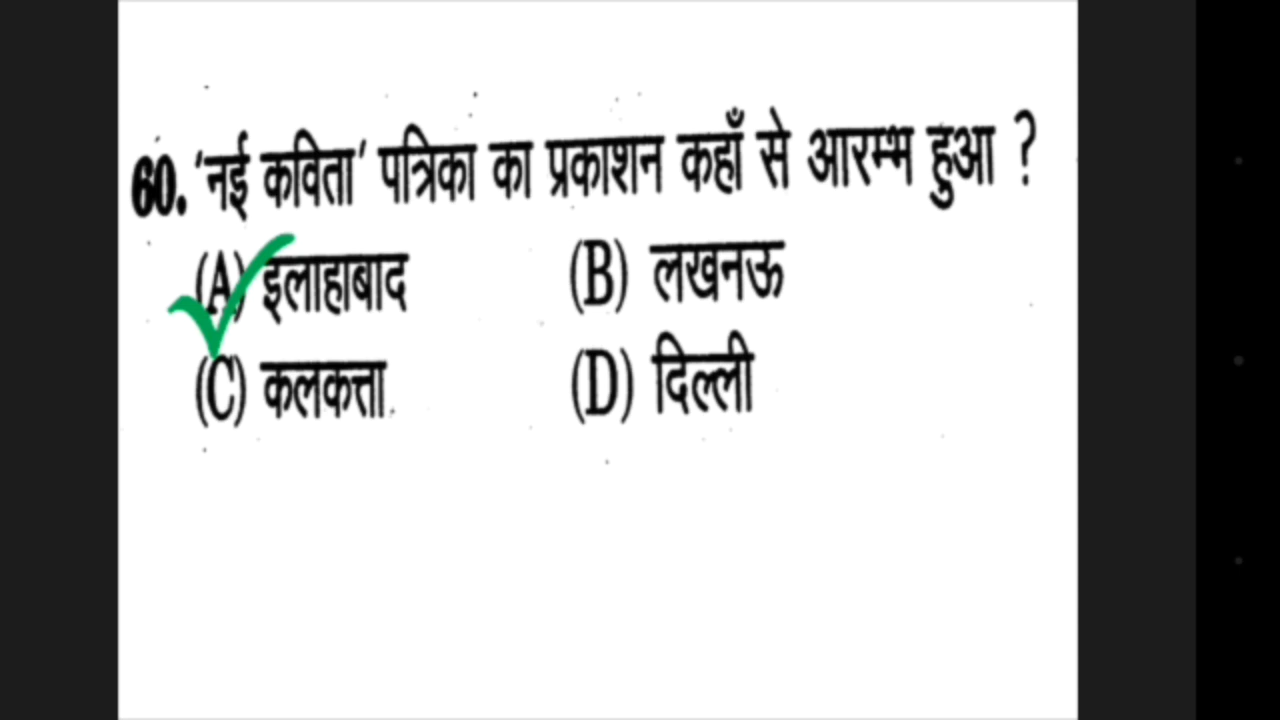 60. 'नई कविता' पत्रिका का प्रकाशन कहाँ से आरम्भ हुआ ?
(A) इलाहाबाद (B) लखनऊ
(C) कलकत्ता (D) दिल्ली